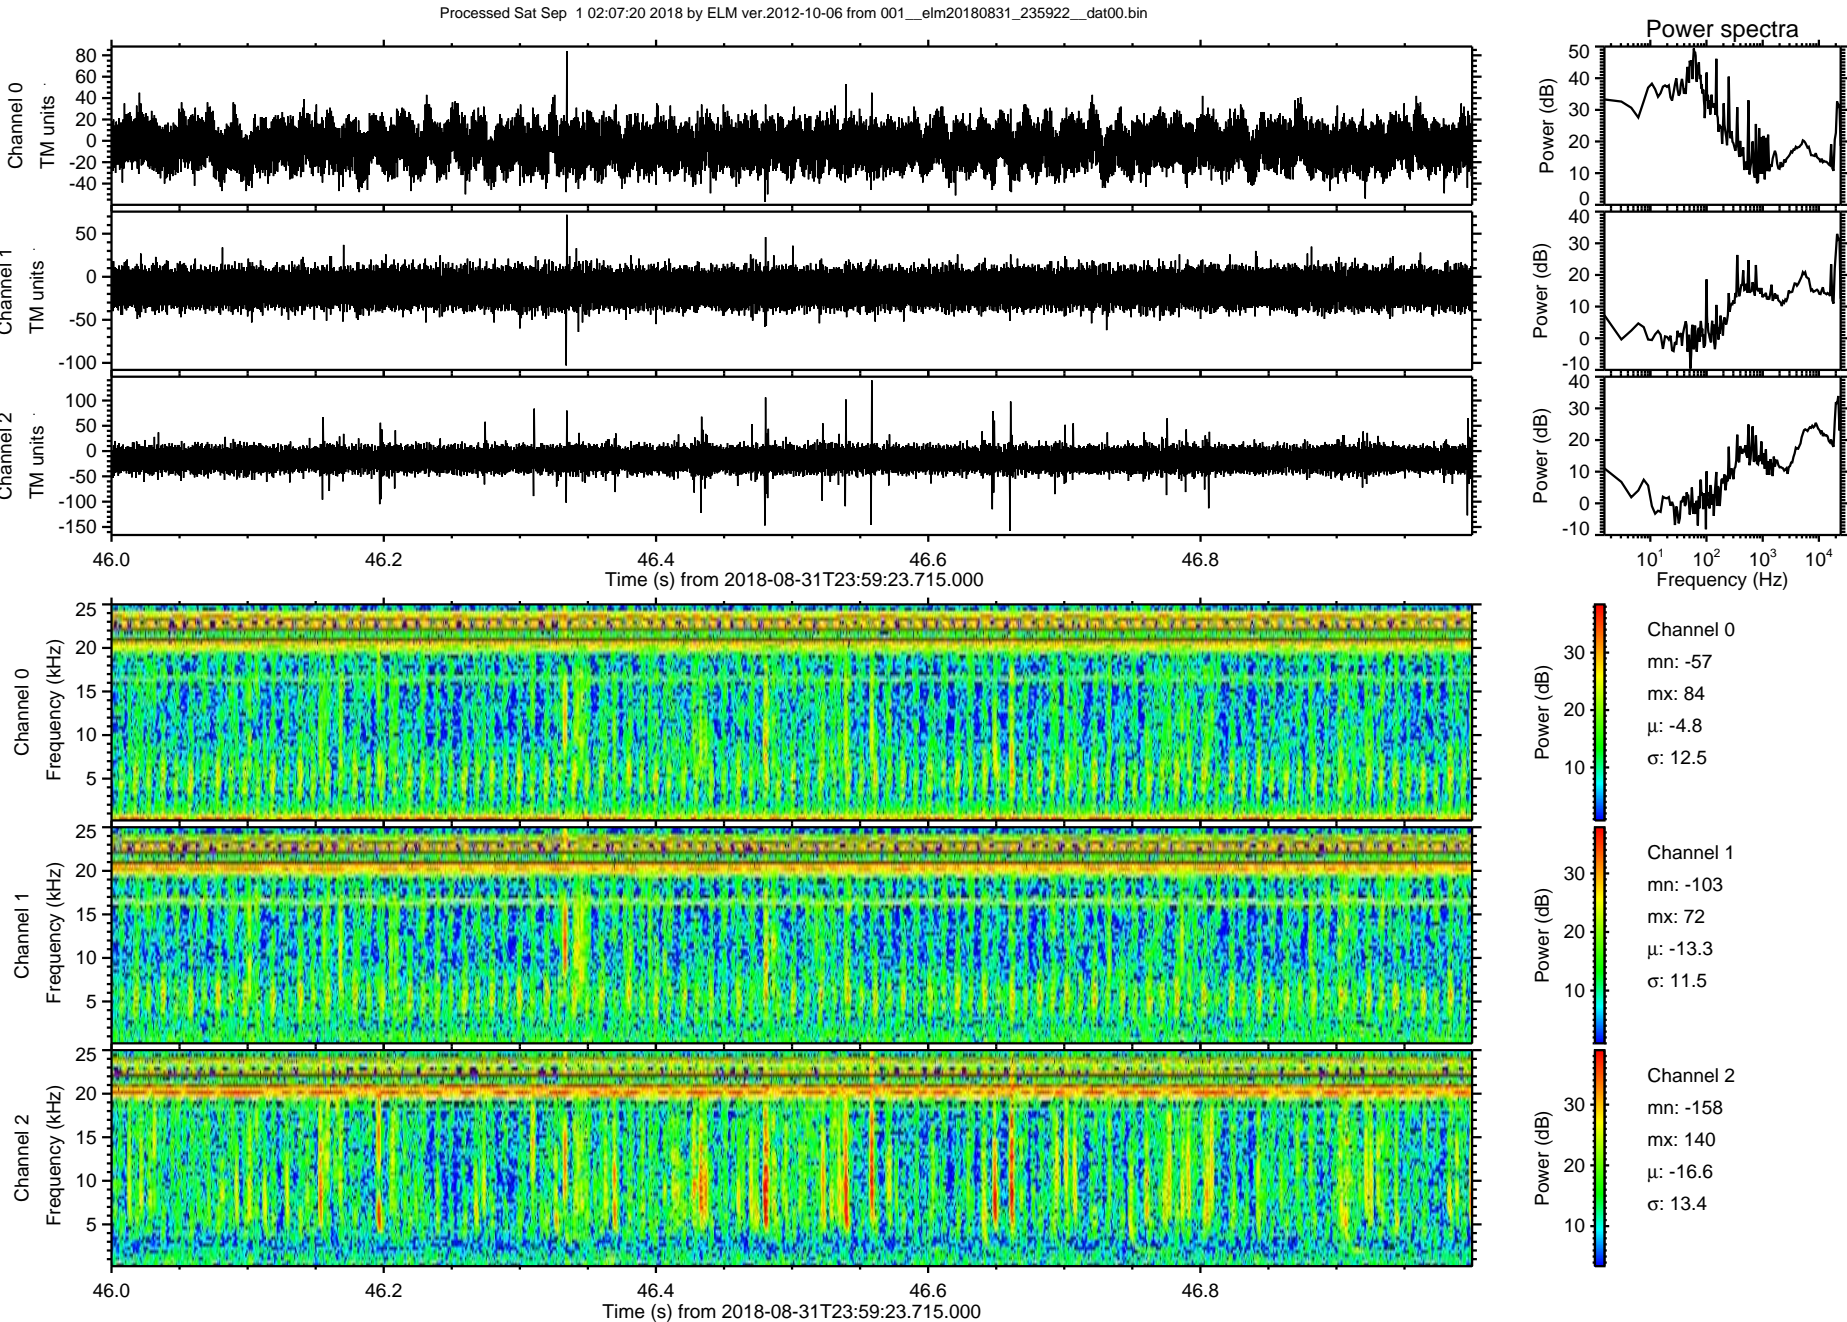 Processed Sat Sep  1 02:07:20 2018 by ELM ver.2012-10-06 from 001__elm20180831_235922__dat00.bin
Power spectra
Channel 0
TM units
80
60
40
20
0
-20
-40
Power (dB)
50
40
30
20
10
0
Channel 1
TM units
50
0
-50
-100
Power (dB)
40
30
20
10
0
-10
Channel 2
TM units
100
50
0
-50
-100
-150
Power (dB)
40
30
20
10
0
-10
46.0 46.2 46.4 46.6 46.8
Time (s) from 2018-08-31T23:59:23.715.000
10¹ 10² 10³ 10⁴
Frequency (Hz)
Channel 0
Frequency (kHz)
25
20
15
10
5
Power (dB)
30
20
10
Channel 0
mn: -57
mx: 84
μ: -4.8
σ: 12.5
Channel 1
Frequency (kHz)
25
20
15
10
5
Power (dB)
30
20
10
Channel 1
mn: -103
mx: 72
μ: -13.3
σ: 11.5
Channel 2
Frequency (kHz)
25
20
15
10
5
Power (dB)
30
20
10
Channel 2
mn: -158
mx: 140
μ: -16.6
σ: 13.4
46.0 46.2 46.4 46.6 46.8
Time (s) from 2018-08-31T23:59:23.715.000